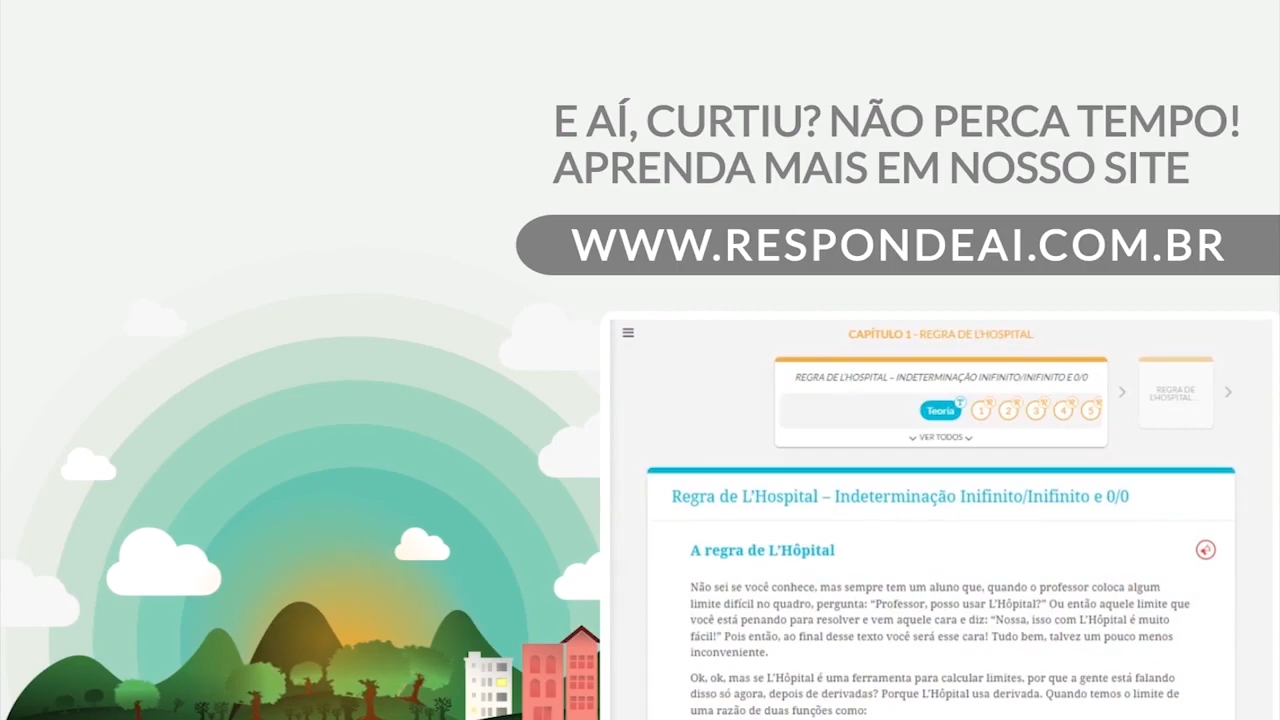 E AÍ, CURTIU? NÃO PERCA TEMPO!
APRENDA MAIS EM NOSSO SITE
WWW.RESPONDEAI.COM.BR
CAPÍTULO 1 - REGRA DE L'HOSPITAL
REGRA DE L'HOSPITAL – INDETERMINAÇÃO INIFINITO/INIFINITO E 0/0
Teoria 1 2 3 4 5
VER TODOS
REGRA DE
L'HOSPITAL...
Regra de L'Hospital – Indeterminação Inifinito/Inifinito e 0/0
A regra de L'Hôpital
Não sei se você conhece, mas sempre tem um aluno que, quando o professor coloca algum
limite difícil no quadro, pergunta: “Professor, posso usar L'Hôpital?” Ou então aquele limite que
você está penando para resolver e vem aquele cara e diz: “Nossa, isso com L'Hôpital é muito
fácil!” Pois então, ao final desse texto você será esse cara! Tudo bem, talvez um pouco menos
inconveniente.
Ok, ok, mas se L'Hôpital é uma ferramenta para calcular limites, por que a gente está falando
disso só agora, depois de derivadas? Porque L'Hôpital usa derivada. Quando temos o limite de
uma razão de duas funções como: